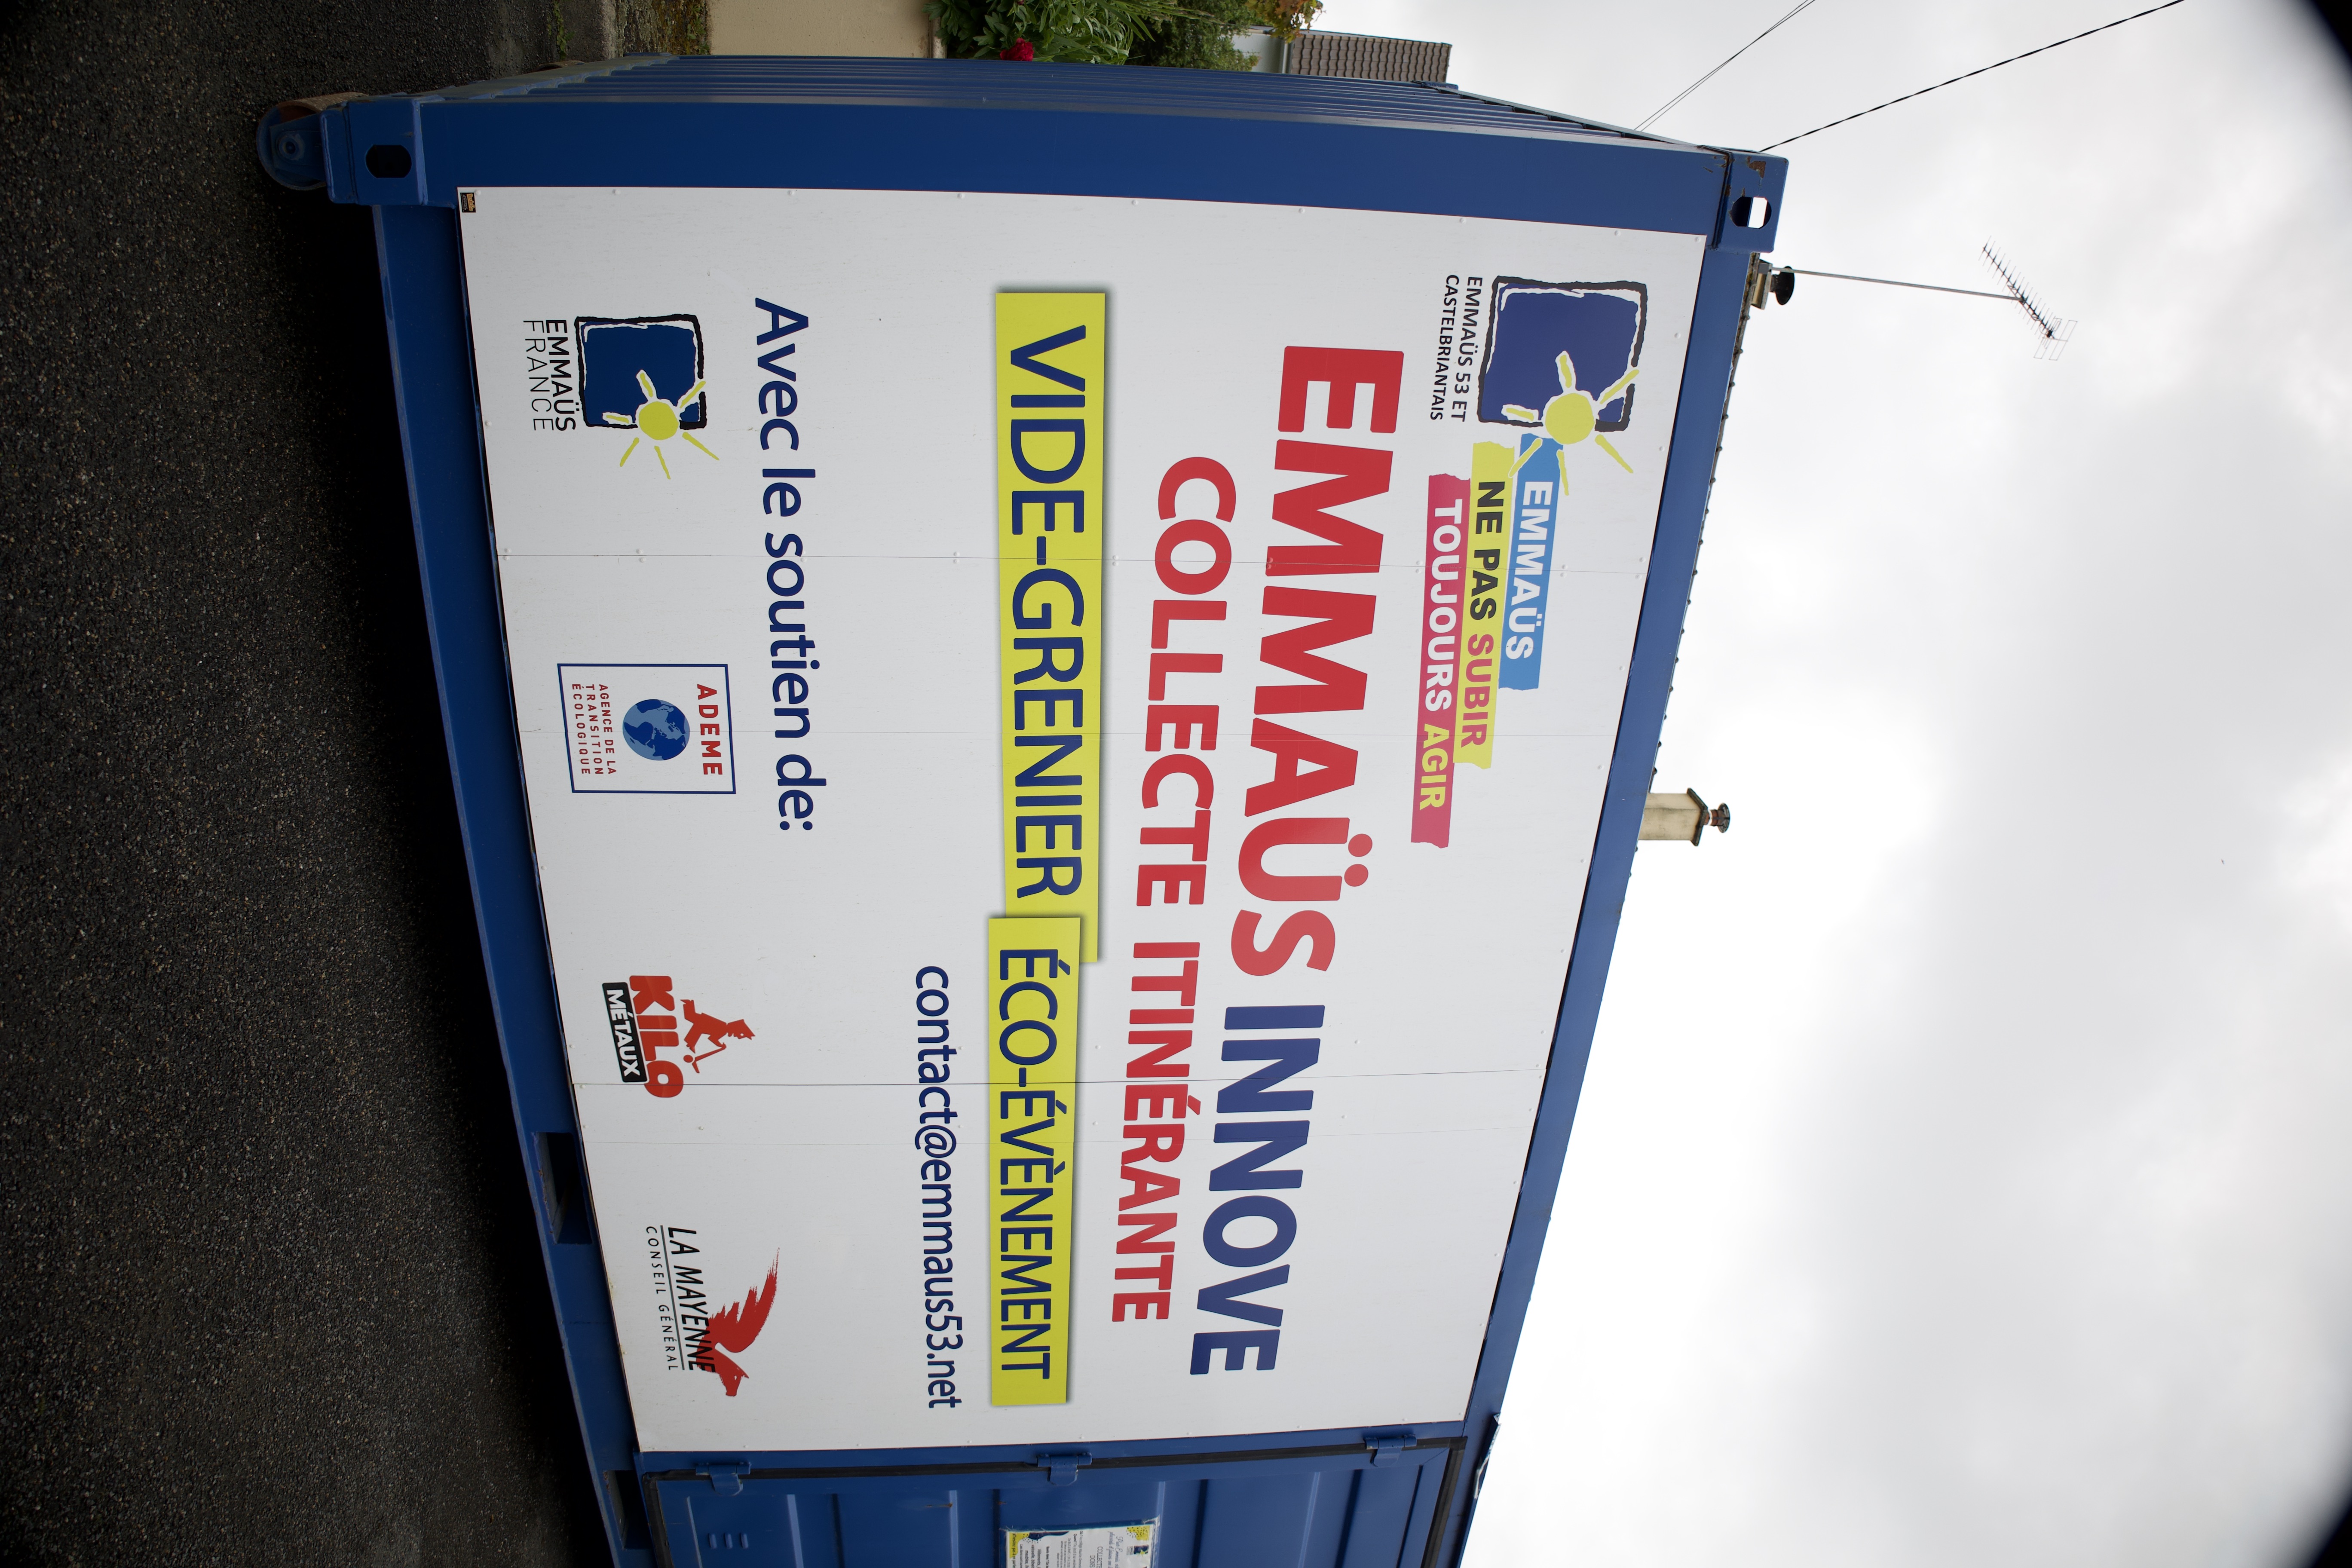 EMMAÜS 53 ET
CASTELBRIANTAIS
EMMAÜS
NE PAS SUBIR
TOUJOURS AGIR
EMMAÜS INNOVE
COLLECTE ITINÉRANTE
VIDE-GRENIER
ÉCO-ÉVÈNEMENT
contact@emmaus53.net
Avec le soutien de:
EMMAÜS
FRANCE
ADEME
AGENCE DE LA
TRANSITION
ÉCOLOGIQUE
KILO
MÉTAUX
LA MAYENNE
CONSEIL GÉNÉRAL